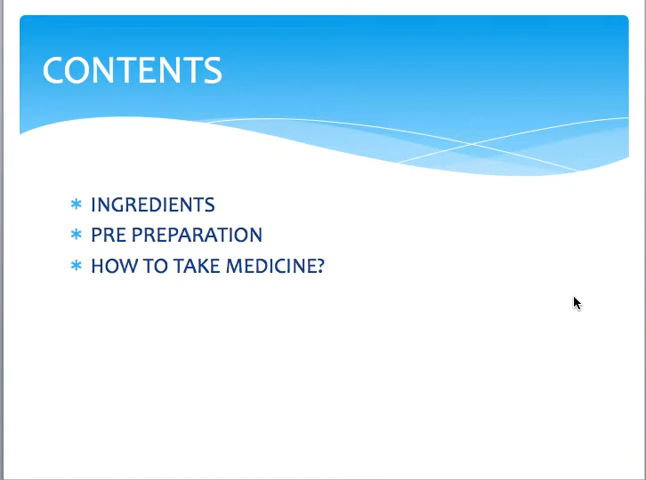 CONTENTS
* INGREDIENTS
* PRE PREPARATION
* HOW TO TAKE MEDICINE?